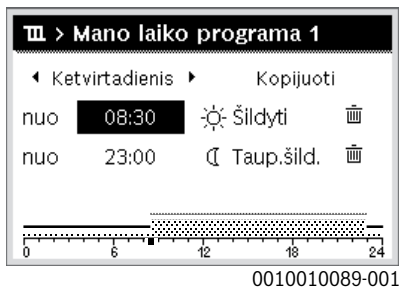 > Mano laiko programa 1
Ketvirtadienis Kopijuoti
nuo 08:30 Šildyti
nuo 23:00 Taup.šild.
0 6 12 18 24
0010010089-001